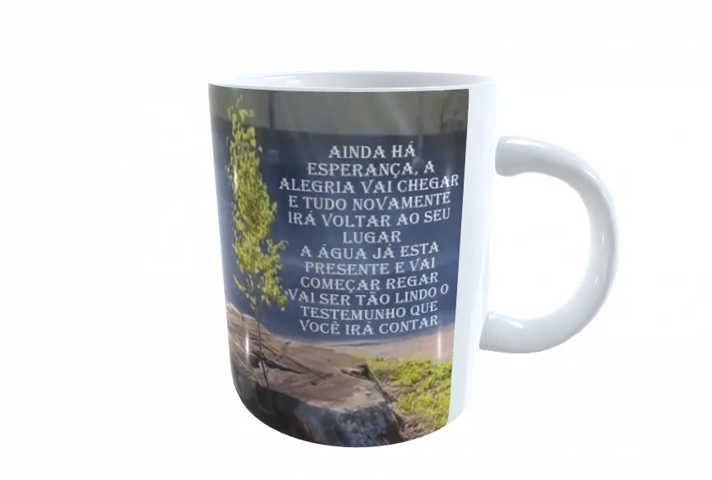 AINDA HÁ
ESPERANÇA, A
ALEGRIA VAI CHEGAR
E TUDO NOVAMENTE
IRÁ VOLTAR AO SEU
LUGAR
A ÁGUA JÁ ESTA
PRESENTE E VAI
COMEÇAR REGAR
VAI SER TÃO LINDO O
TESTEMUNHO QUE
VOCÊ IRÁ CONTAR